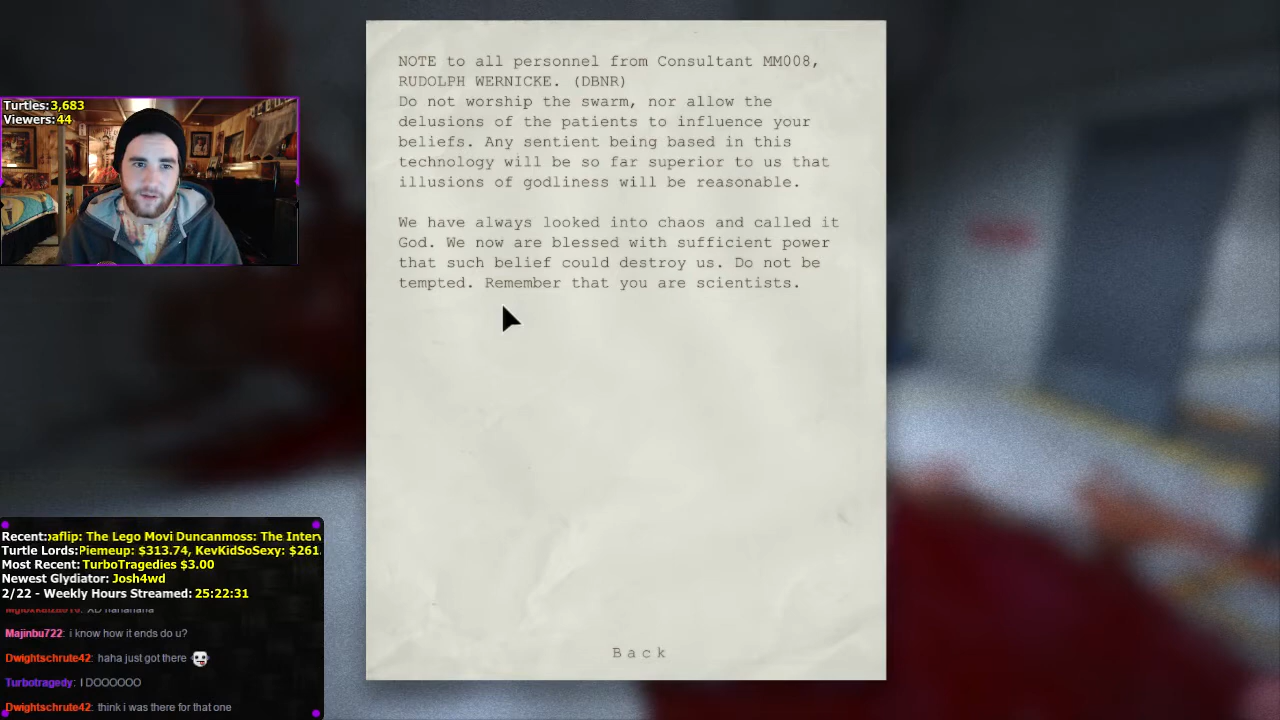 Turtles: 3,683
Viewers: 44
NOTE to all personnel from Consultant MM008,
RUDOLPH WERNICKE. (DBNR)
Do not worship the swarm, nor allow the
delusions of the patients to influence your
beliefs. Any sentient being based in this
technology will be so far superior to us that
illusions of godliness will be reasonable.
We have always looked into chaos and called it
God. We now are blessed with sufficient power
that such belief could destroy us. Do not be
tempted. Remember that you are scientists.
Back
Recent: aflip: The Lego Movi Duncanmoss: The Interv
Turtle Lords: Piemeup: $313.74, KevKidSoSexy: $261.
Most Recent: TurboTragedies $3.00
Newest Glydiator: Josh4wd
2/22 - Weekly Hours Streamed: 25:22:31
Majinbu722: i know how it ends do u?
Dwightschrute42: haha just got there
Turbotragedy: I DOOOOOO
Dwightschrute42: think i was there for that one